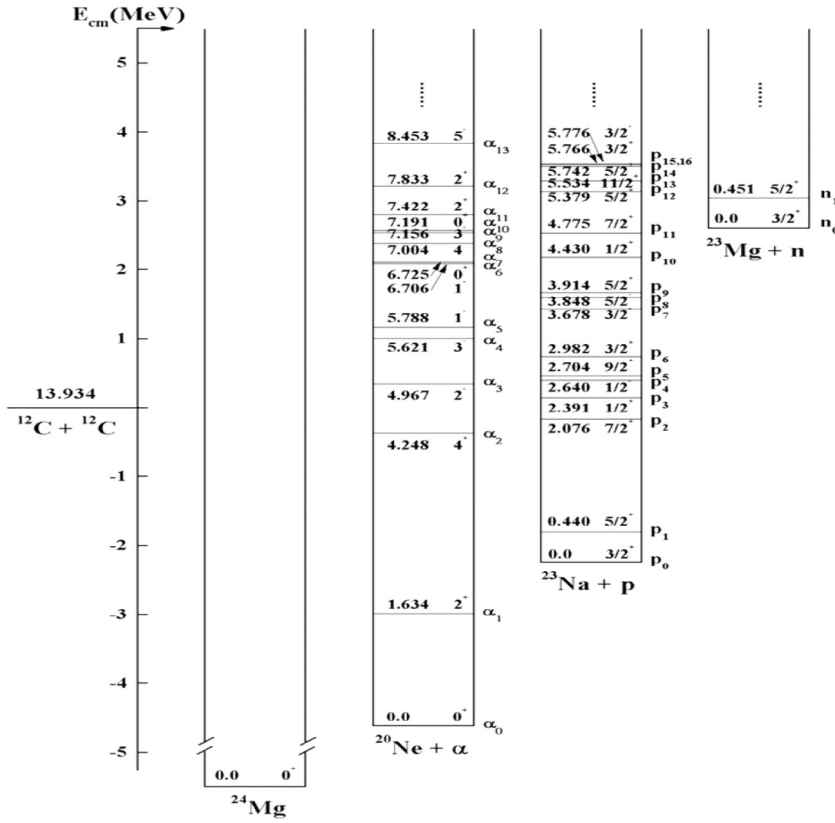 E_cm(MeV)
5
4
3
2
1
13.934
¹²C + ¹²C
-1
-2
-3
-4
-5
0.0 0⁺
²⁴Mg
8.453 5⁻ α₁₃
7.833 2⁺ α₁₂
7.422 2⁺ α₁₁
7.191 0⁺ α₁₀
7.156 3⁻ α₉
7.004 4⁻ α₈
α₇
6.725 0⁺ α₆
6.706 1⁻
5.788 1⁻ α₅
5.621 3⁻ α₄
4.967 2⁻ α₃
4.248 4⁺ α₂
1.634 2⁺ α₁
0.0 0⁺ α₀
²⁰Ne + α
5.776 3/2⁻
5.766 3/2⁺ p₁₅,₁₆
5.742 5/2⁺ p₁₄
5.534 11/2⁺ p₁₃
5.379 5/2⁺ p₁₂
4.775 7/2⁺ p₁₁
4.430 1/2⁺ p₁₀
3.914 5/2⁺ p₉
3.848 5/2⁻ p₈
3.678 3/2⁻ p₇
2.982 3/2⁺ p₆
2.704 9/2⁺ p₅
2.640 1/2⁻ p₄
2.391 1/2⁺ p₃
2.076 7/2⁺ p₂
0.440 5/2⁺ p₁
0.0 3/2⁺ p₀
²³Na + p
0.451 5/2⁺ n₁
0.0 3/2⁺ n₀
²³Mg + n